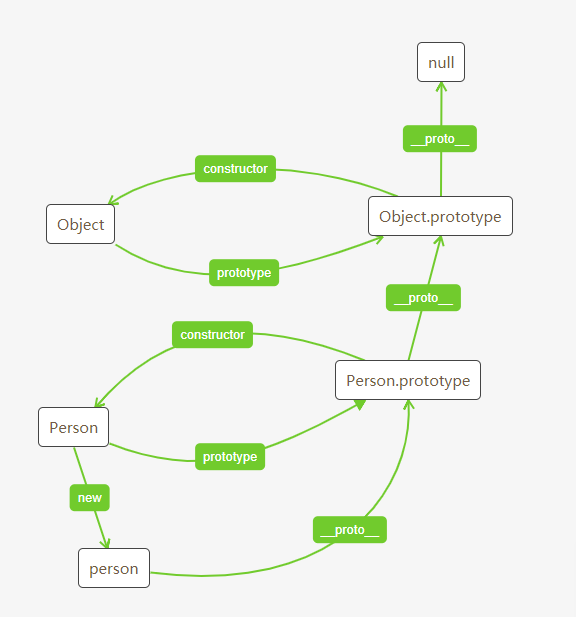 null
__proto__
constructor
Object
Object.prototype
prototype
__proto__
constructor
Person.prototype
Person
prototype
new
__proto__
person